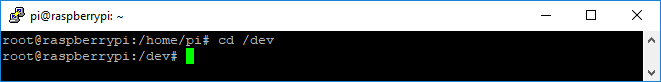 pi@raspberrypi: ~
root@raspberrypi:/home/pi# cd /dev
root@raspberrypi:/dev#